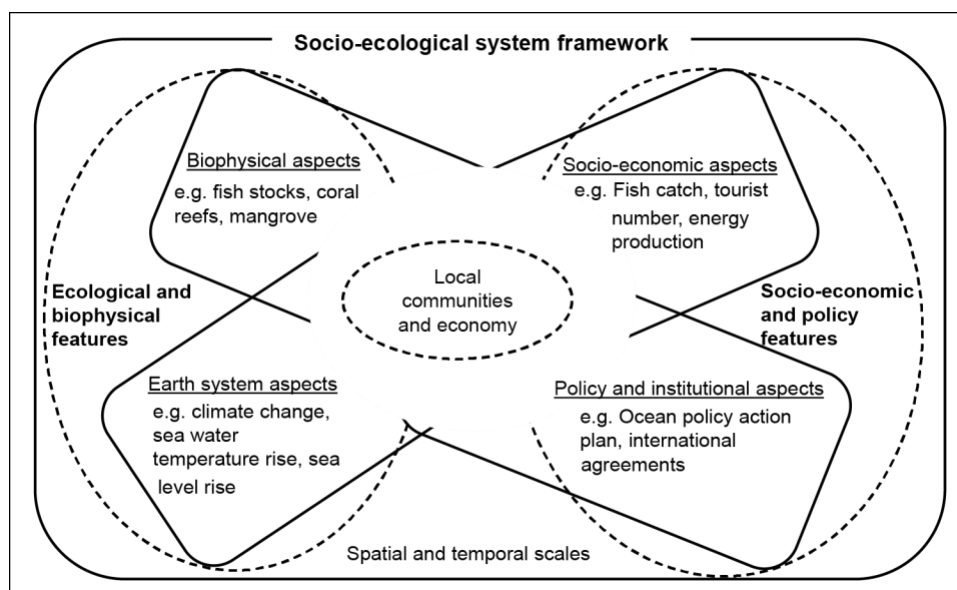 Socio-ecological system framework
Biophysical aspects
e.g. fish stocks, coral
reefs, mangrove
Socio-economic aspects
e.g. Fish catch, tourist
number, energy
production
Ecological and
biophysical
features
Local
communities
and economy
Socio-economic
and policy
features
Earth system aspects
e.g. climate change,
sea water
temperature rise, sea
level rise
Policy and institutional aspects
e.g. Ocean policy action
plan, international
agreements
Spatial and temporal scales